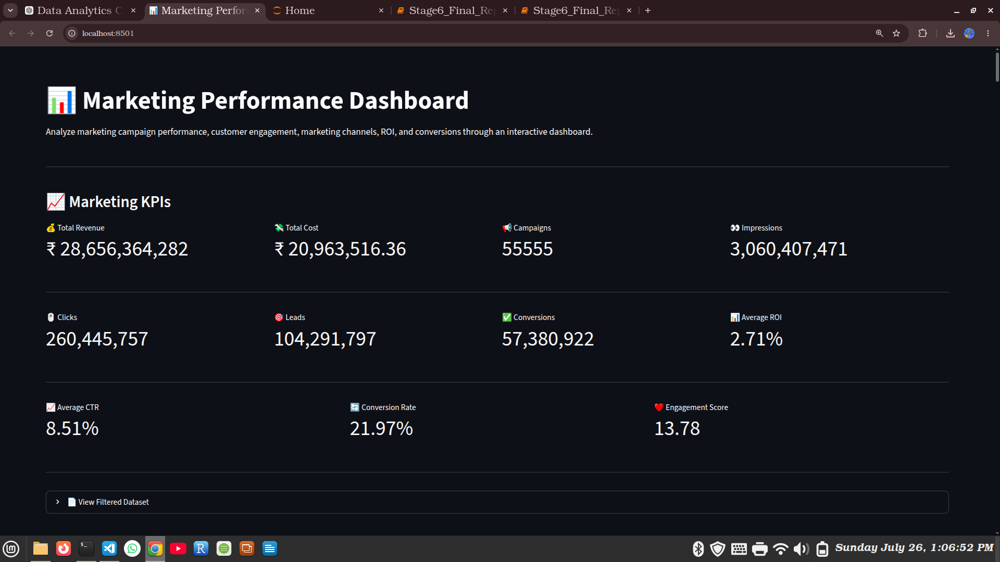 Data Analytics C
Marketing Perfor
Home
Stage6_Final_Re
Stage6_Final_Re
localhost:8501
📊 Marketing Performance Dashboard
Analyze marketing campaign performance, customer engagement, marketing channels, ROI, and conversions through an interactive dashboard.
📈 Marketing KPIs
💰 Total Revenue
₹ 28,656,364,282
💸 Total Cost
₹ 20,963,516.36
📢 Campaigns
55555
👀 Impressions
3,060,407,471
🖱️ Clicks
260,445,757
🎯 Leads
104,291,797
✅ Conversions
57,380,922
📊 Average ROI
2.71%
📈 Average CTR
8.51%
🔄 Conversion Rate
21.97%
❤️ Engagement Score
13.78
📄 View Filtered Dataset
Sunday July 26, 1:06:52 PM